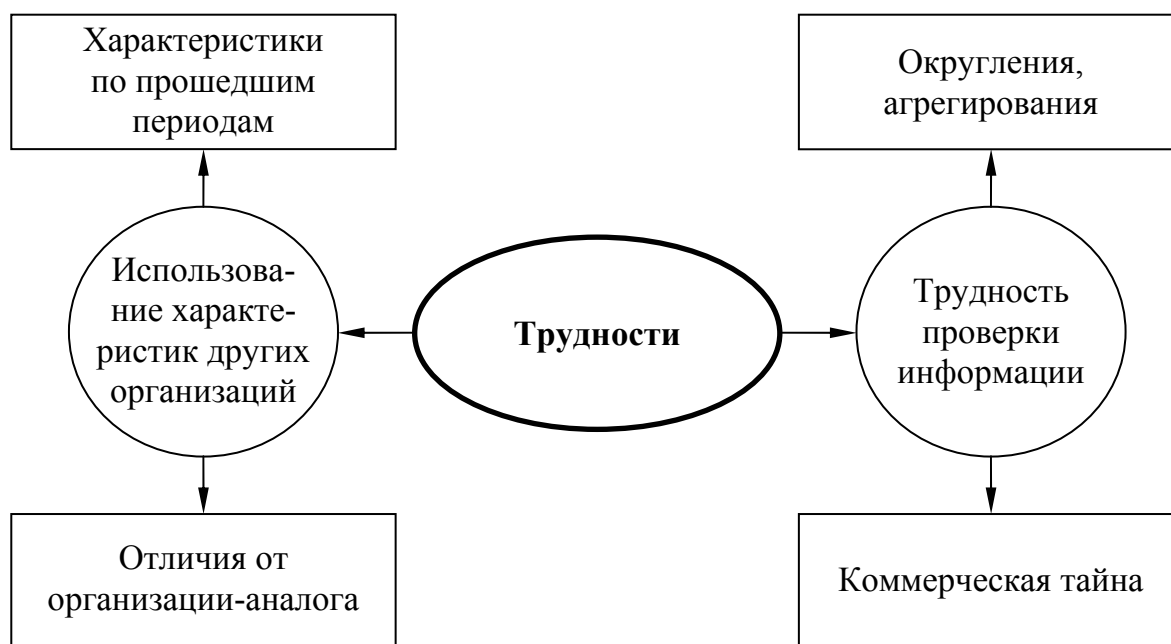 Характеристики
по прошедшим
периодам
Округления,
агрегирования
Использова-
ние характе-
ристик других
организаций
Трудности
Трудность
проверки
информации
Отличия от
организации-аналога
Коммерческая тайна